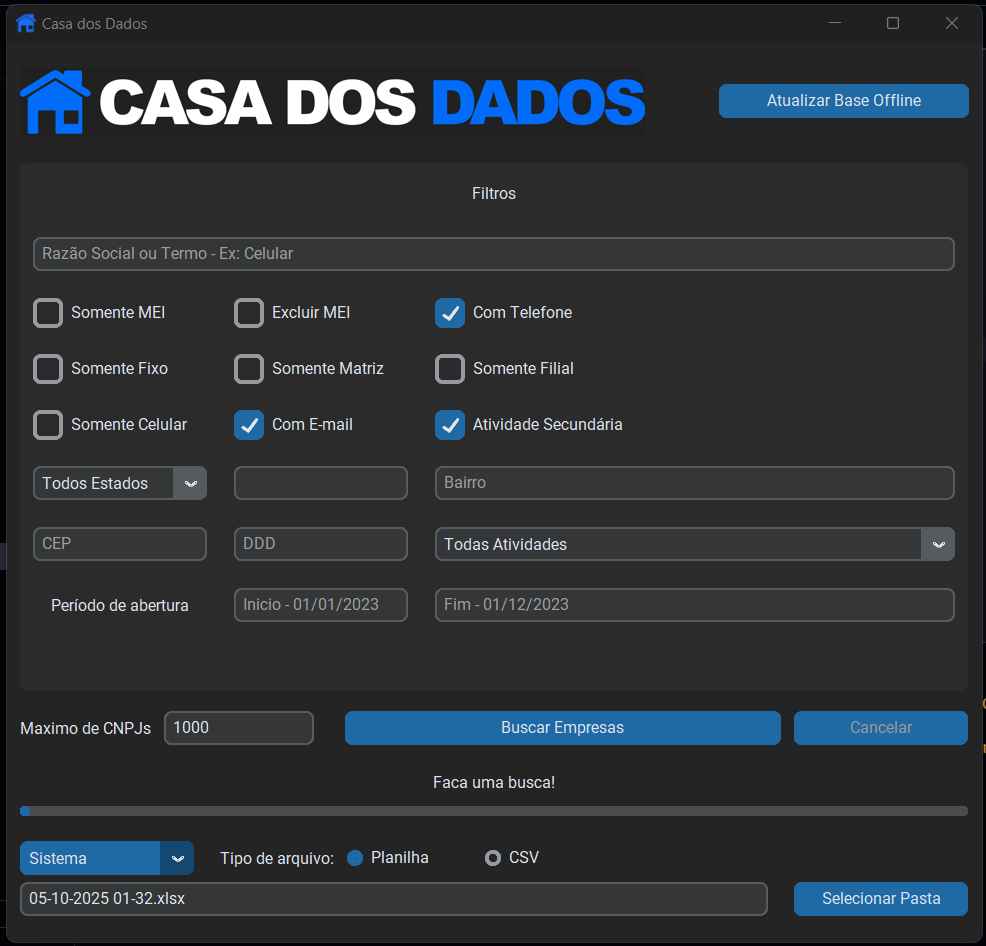 Casa dos Dados
CASA DOS DADOS
Atualizar Base Offline
Filtros
Razão Social ou Termo - Ex: Celular
Somente MEI
Excluir MEI
Com Telefone
Somente Fixo
Somente Matriz
Somente Filial
Somente Celular
Com E-mail
Atividade Secundária
Todos Estados
Bairro
CEP
DDD
Todas Atividades
Período de abertura
Inicio - 01/01/2023
Fim - 01/12/2023
Maximo de CNPJs
1000
Buscar Empresas
Cancelar
Faca uma busca!
Sistema
Tipo de arquivo:
Planilha
CSV
05-10-2025 01-32.xlsx
Selecionar Pasta